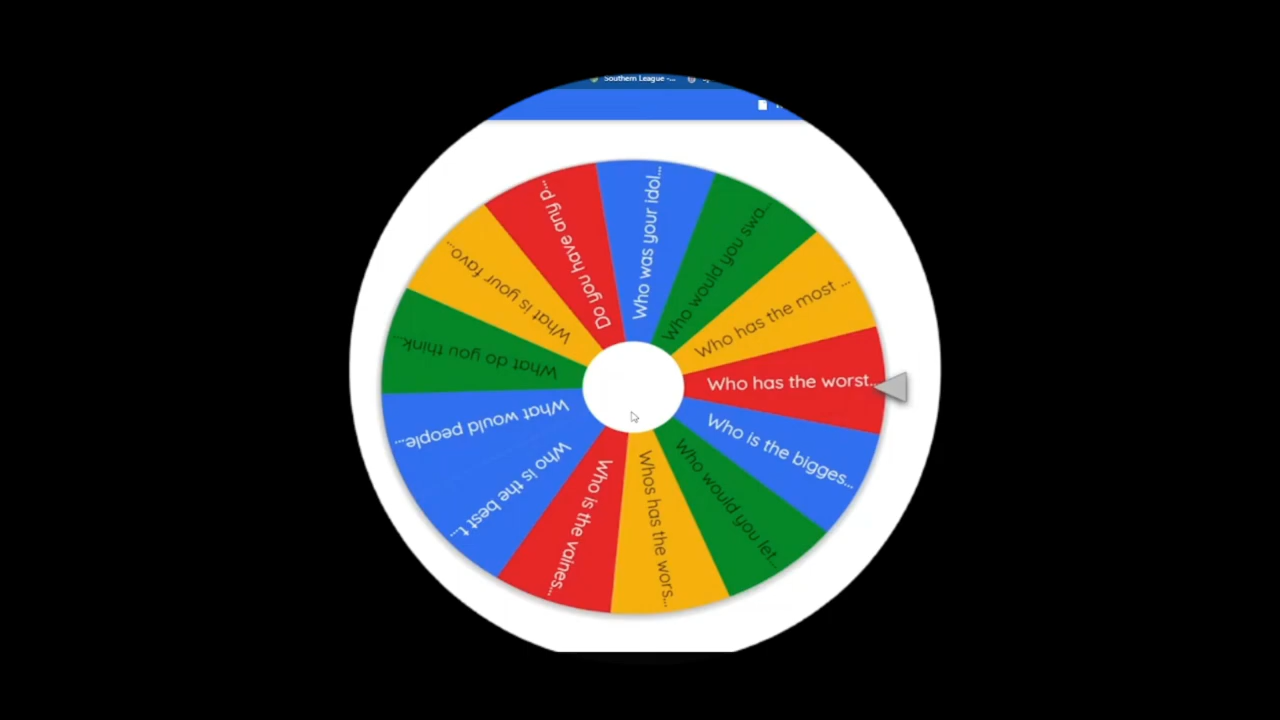 Southern League -...
Who was your idol...
Who would you swa...
Who has the most ...
Who has the worst...
Who is the bigges...
Who would you let...
Whos has the wors...
Who is the vaines...
Who is the best t...
What would people...
What do you think...
What is your favo...
Do you have any p...